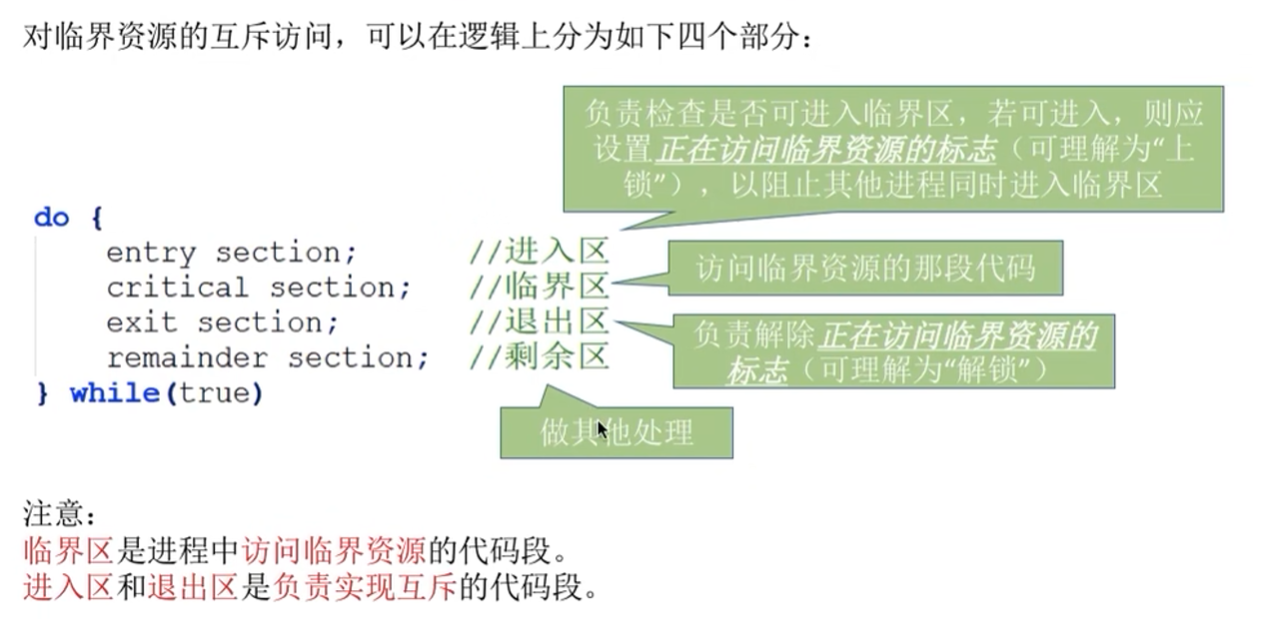 对临界资源的互斥访问，可以在逻辑上分为如下四个部分：
负责检查是否可进入临界区，若可进入，则应
设置正在访问临界资源的标志（可理解为“上
锁”），以阻止其他进程同时进入临界区
do {
entry section; //进入区
critical section; //临界区
访问临界资源的那段代码
exit section; //退出区
负责解除正在访问临界资源的
标志（可理解为“解锁”）
remainder section; //剩余区
} while(true)
做其他处理
注意：
临界区是进程中访问临界资源的代码段。
进入区和退出区是负责实现互斥的代码段。